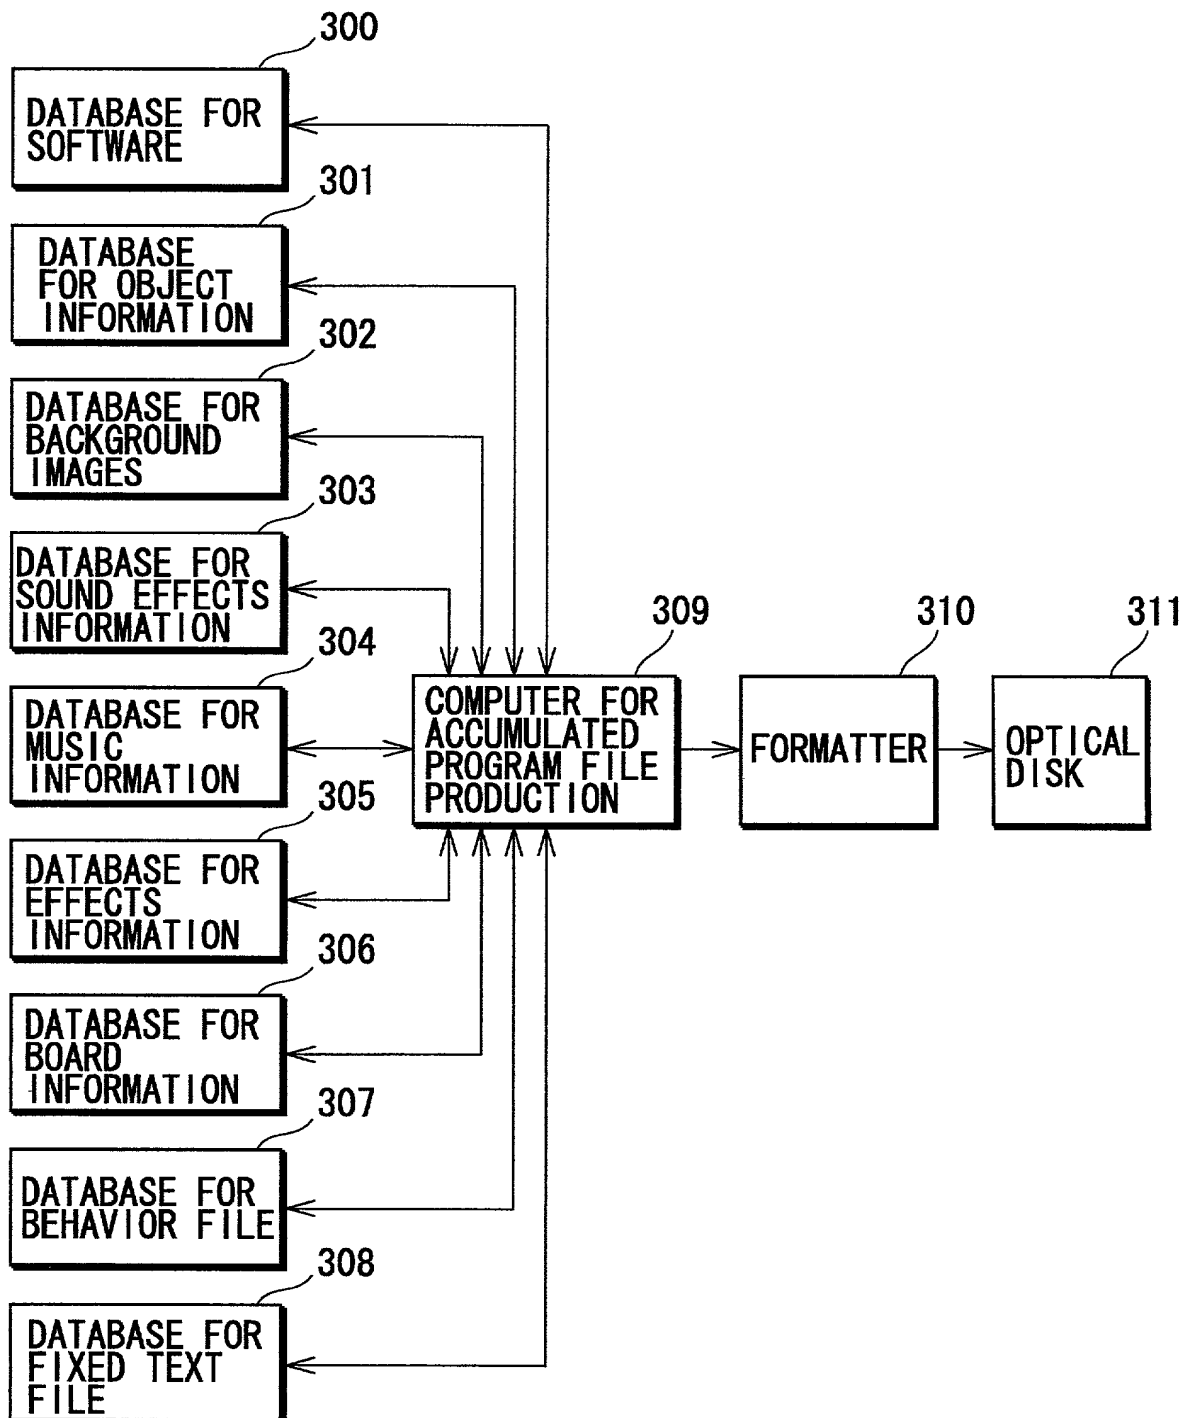 300
DATABASE FOR
SOFTWARE
301
DATABASE
FOR OBJECT
INFORMATION
302
DATABASE FOR
BACKGROUND
IMAGES
303
DATABASE FOR
SOUND EFFECTS
INFORMATION
304
DATABASE FOR
MUSIC
INFORMATION
305
DATABASE FOR
EFFECTS
INFORMATION
306
DATABASE FOR
BOARD
INFORMATION
307
DATABASE FOR
BEHAVIOR FILE
308
DATABASE FOR
FIXED TEXT
FILE
309
COMPUTER FOR
ACCUMULATED
PROGRAM FILE
PRODUCTION
310
FORMATTER
311
OPTICAL
DISK